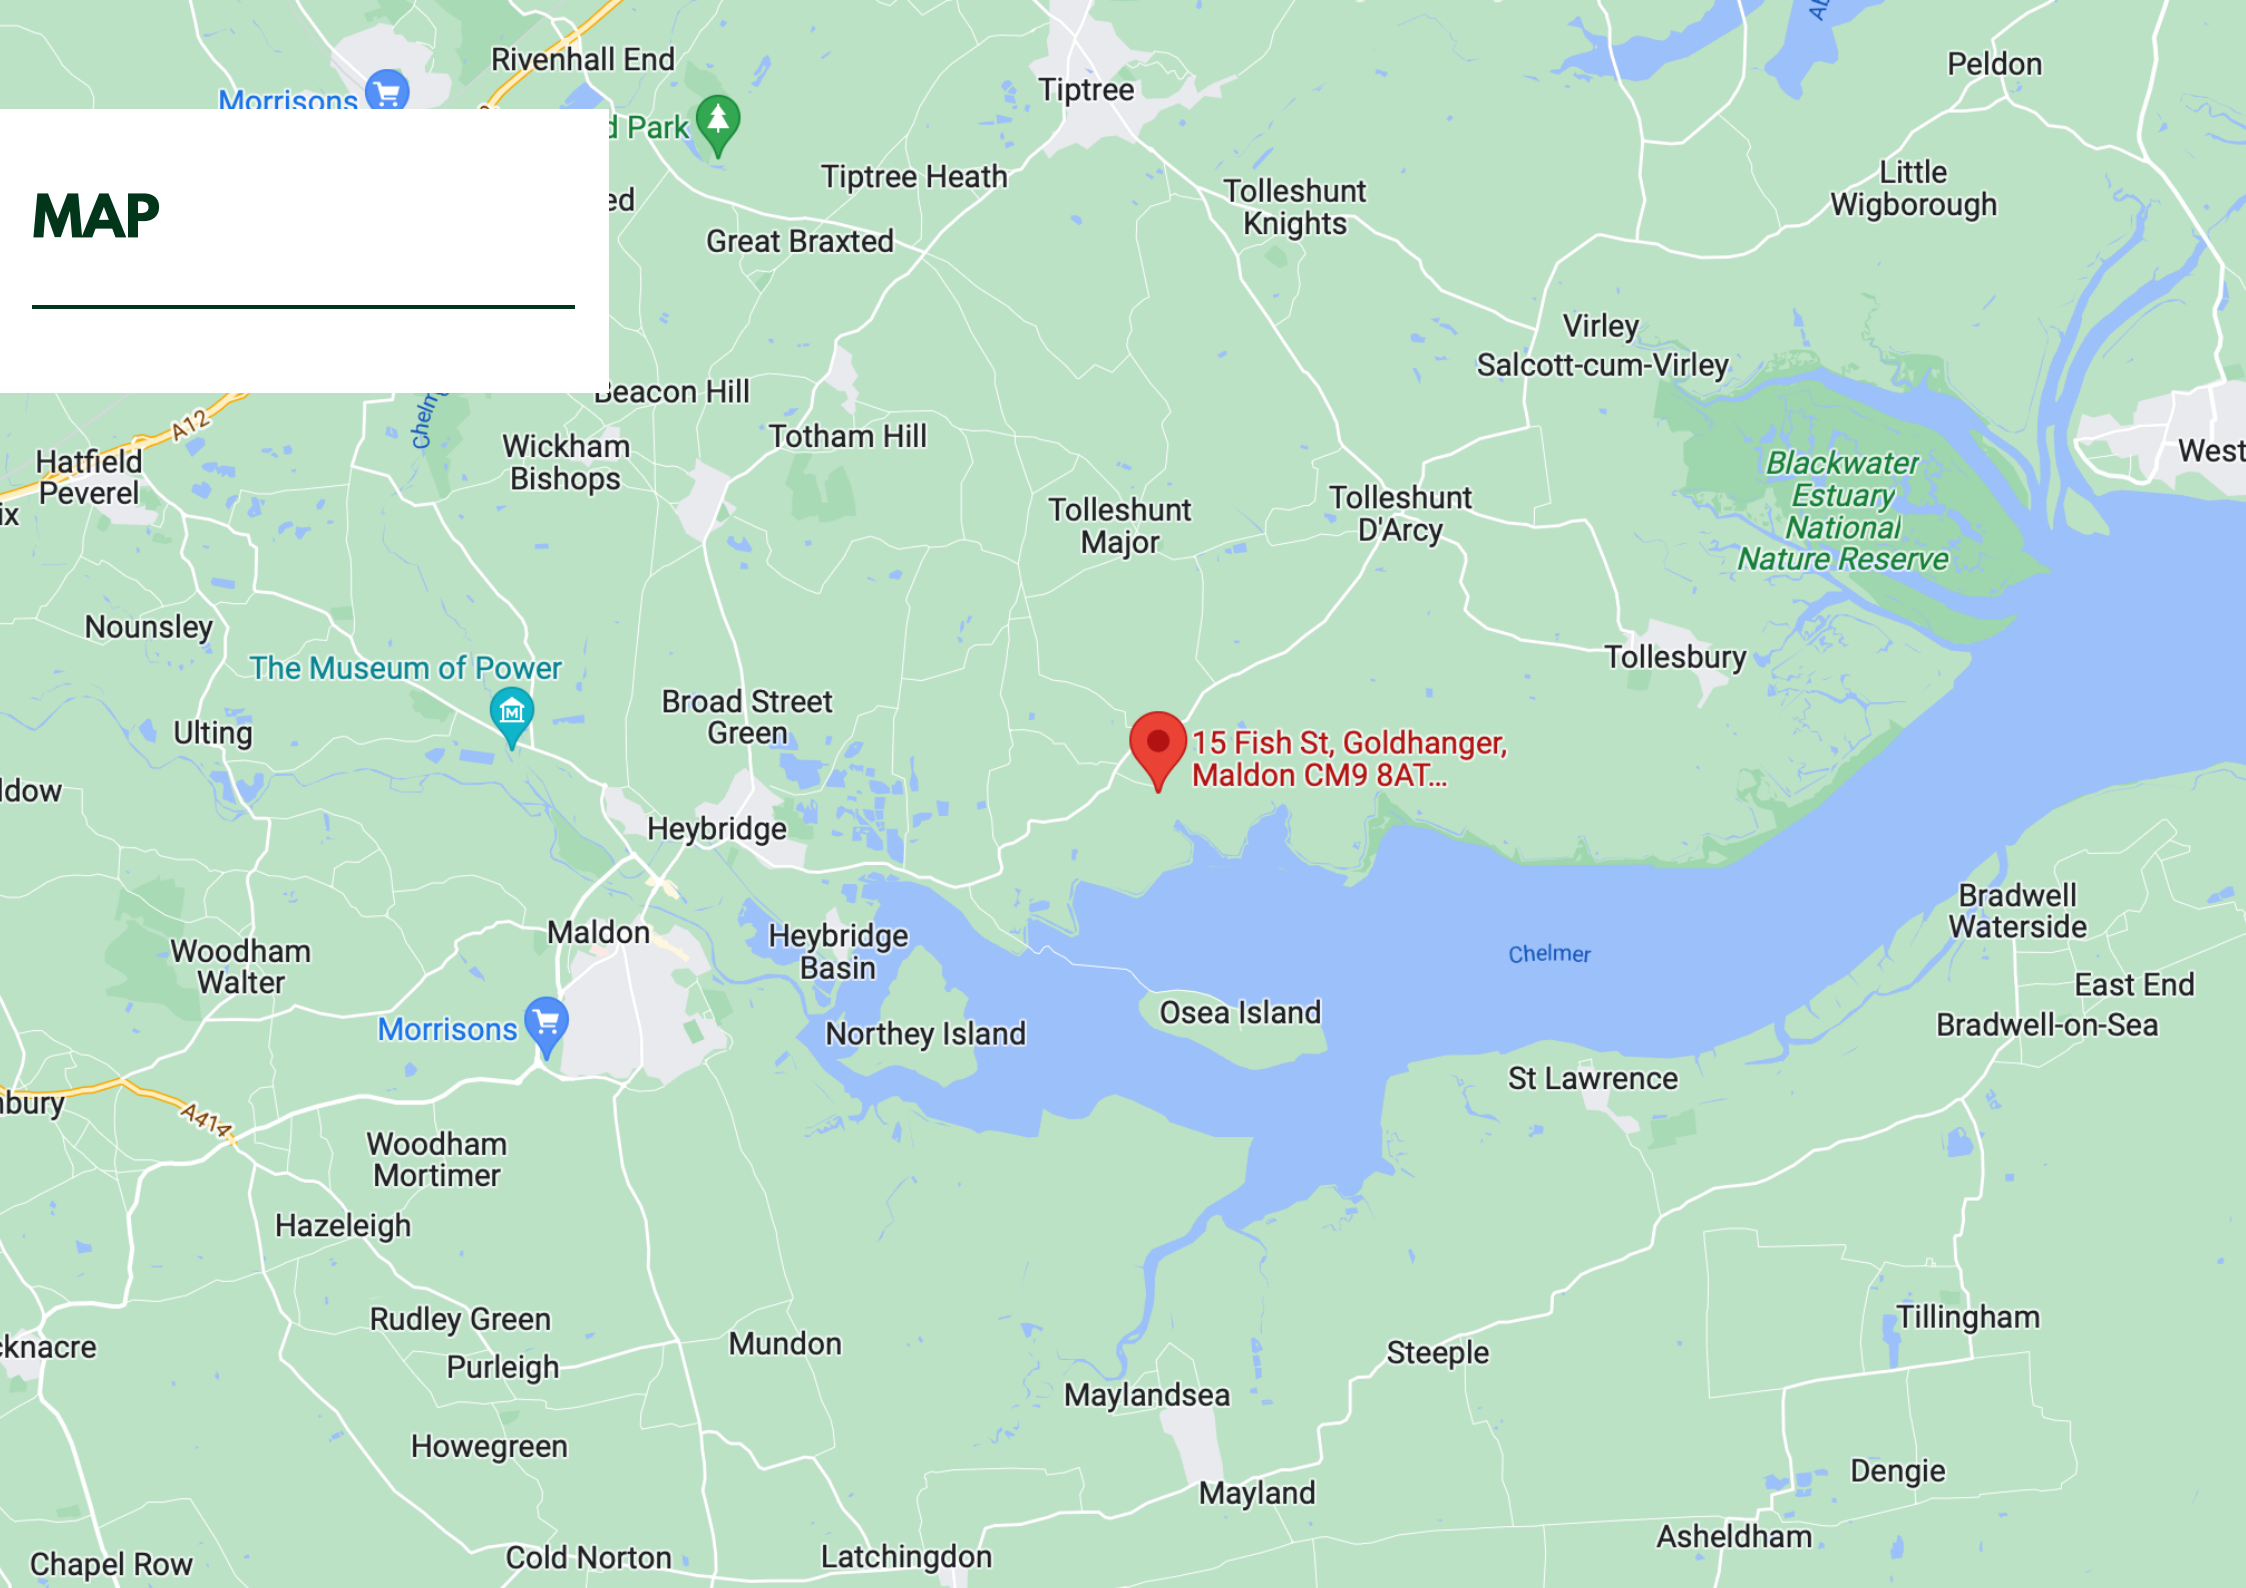 Rivenhall End
Peldon
Tiptree
Morrisons
Park
Little
Wigborough
Tiptree Heath
Tolleshunt
Knights
MAP
Great Braxted
Virley
Salcott-cum-Virley
Beacon Hill
A12
Totham Hill
Wickham
Bishops
Hatfield
Peverel
West
Blackwater
Estuary
National
Nature Reserve
Tolleshunt
Major
Tolleshunt
D'Arcy
Nounsley
The Museum of Power
Tollesbury
Broad Street
Green
Ulting
15 Fish St, Goldhanger,
Maldon CM9 8AT...
Heybridge
Bradwell
Waterside
Maldon
Heybridge
Basin
Chelmer
Woodham
Walter
East End
Osea Island
Bradwell-on-Sea
Morrisons
Northey Island
St Lawrence
A414
Woodham
Mortimer
Hazeleigh
Rudley Green
Tillingham
Mundon
Steeple
Purleigh
Maylandsea
Howegreen
Dengie
Mayland
Asheldham
Cold Norton
Latchingdon
Chapel Row